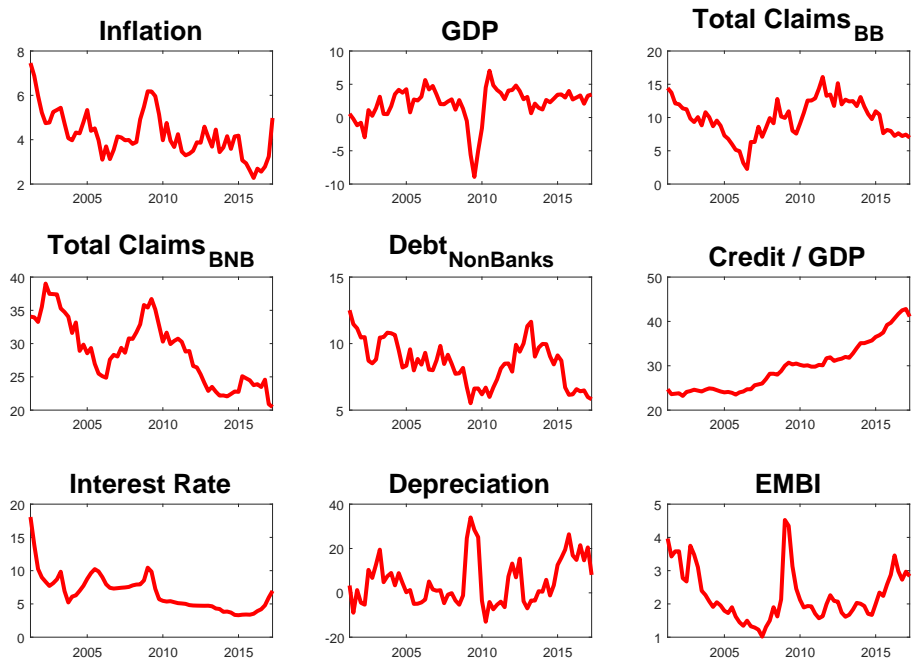 Inflation
8
6
4
2
2005 2010 2015
GDP
10
5
0
-5
-10
2005 2010 2015
Total Claims BB
20
15
10
5
0
2005 2010 2015
Total Claims BNB
40
35
30
25
20
2005 2010 2015
Debt NonBanks
15
10
5
2005 2010 2015
Credit / GDP
50
40
30
20
2005 2010 2015
Interest Rate
20
15
10
5
0
2005 2010 2015
Depreciation
40
20
0
-20
2005 2010 2015
EMBI
5
4
3
2
1
2005 2010 2015